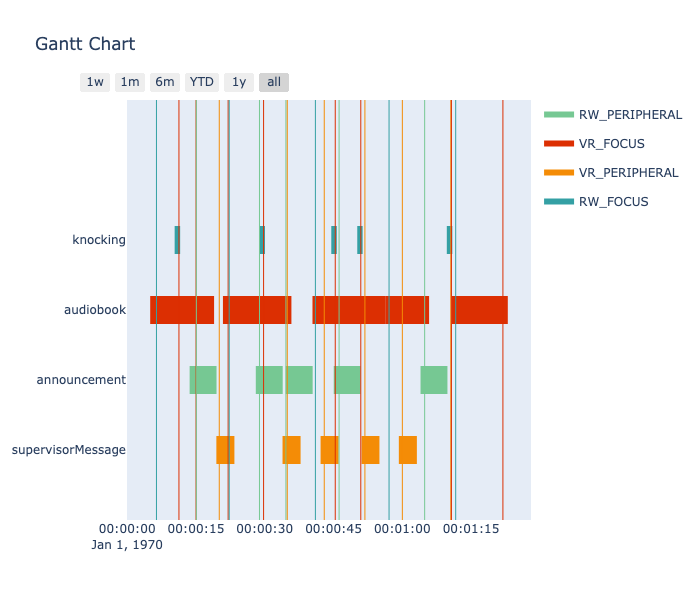 Gantt Chart
1w 1m 6m YTD 1y all
RW_PERIPHERAL
VR_FOCUS
VR_PERIPHERAL
RW_FOCUS
knocking
audiobook
announcement
supervisorMessage
00:00:00 00:00:15 00:00:30 00:00:45 00:01:00 00:01:15
Jan 1, 1970